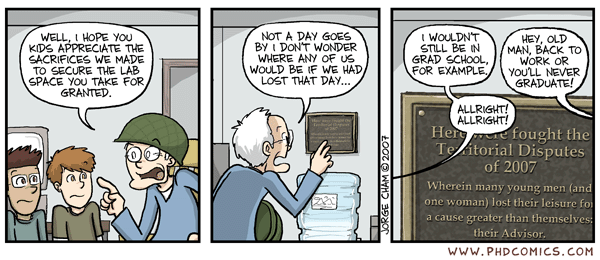 WELL, I HOPE YOU
KIDS APPRECIATE THE
SACRIFICES WE MADE
TO SECURE THE LAB
SPACE YOU TAKE FOR
GRANTED.
NOT A DAY GOES
BY I DON'T WONDER
WHERE ANY OF US
WOULD BE IF WE HAD
LOST THAT DAY...
JORGE CHAM © 2007
I WOULDN'T
STILL BE IN
GRAD SCHOOL,
FOR EXAMPLE.
HEY, OLD
MAN, BACK TO
WORK OR
YOU'LL NEVER
GRADUATE!
ALLRIGHT!
ALLRIGHT!
Here were fought the
Territorial Disputes
of 2007
Wherein many young men (and
one woman) lost their leisure for
a cause greater than themselves:
their Advisor.
WWW.PHDCOMICS.COM